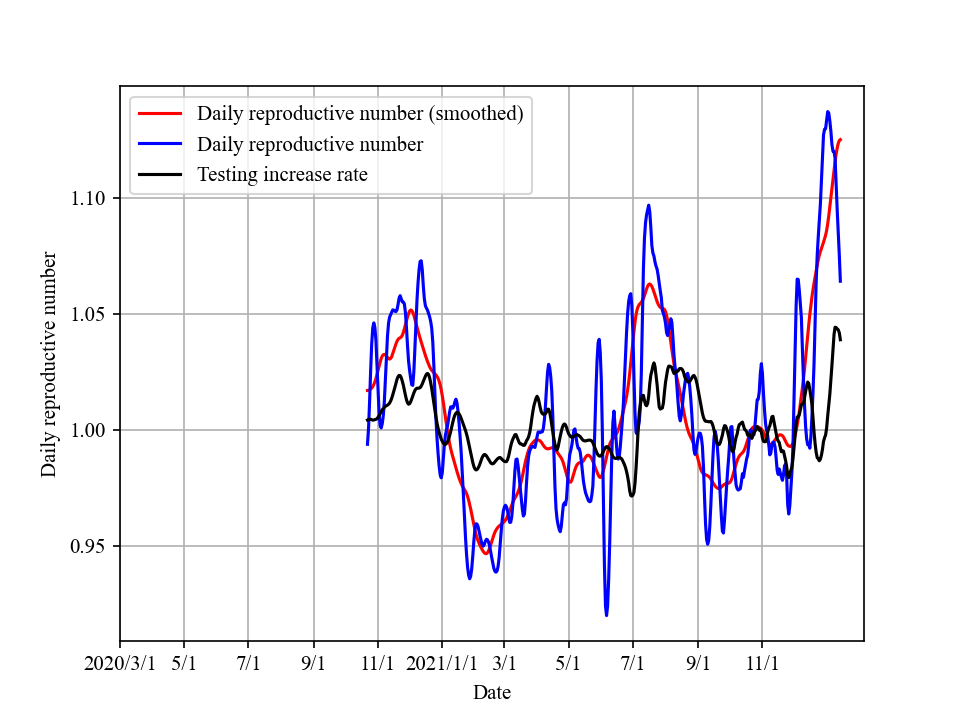 Daily reproductive number (smoothed)
Daily reproductive number
Testing increase rate
Daily reproductive number
1.10
1.05
1.00
0.95
2020/3/1 5/1 7/1 9/1 11/1 2021/1/1 3/1 5/1 7/1 9/1 11/1
Date